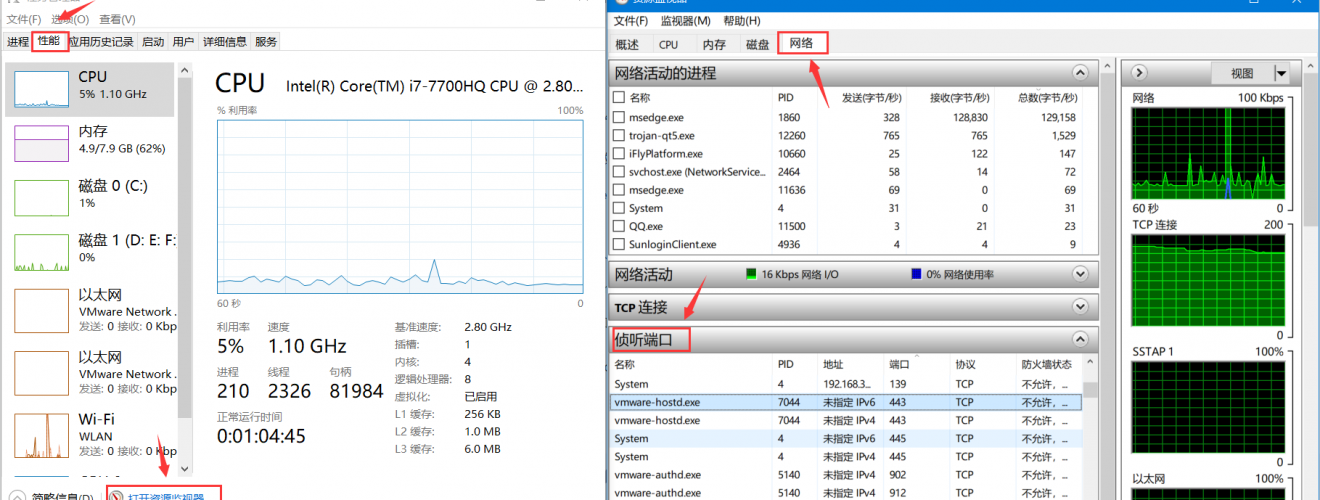 文件(F) 选项(O) 查看(V)
进程 性能 应用历史记录 启动 用户 详细信息 服务
CPU
5% 1.10 GHz
内存
4.9/7.9 GB (62%)
磁盘 0 (C:)
1%
磁盘 1 (D: E: F:
0%
以太网
VMware Network .
发送: 0 接收: 0 Kbp
以太网
VMware Network .
发送: 0 接收: 0 Kbp
Wi-Fi
WLAN
发送: 0 接收: 0 Kbp
简略信息(D)
打开资源监视器
CPU Intel(R) Core(TM) i7-7700HQ CPU @ 2.80...
% 利用率 100%
60 秒 0
利用率 速度
5% 1.10 GHz
进程 线程 句柄
210 2326 81984
正常运行时间
0:01:04:45
基准速度: 2.80 GHz
插槽: 1
内核: 4
逻辑处理器: 8
虚拟化: 已启用
L1 缓存: 256 KB
L2 缓存: 1.0 MB
L3 缓存: 6.0 MB
资源监视器
文件(F) 监视器(M) 帮助(H)
概述 CPU 内存 磁盘 网络
网络活动的进程
名称 PID 发送(字节/秒) 接收(字节/秒) 总数(字节/秒)
msedge.exe 1860 328 128,830 129,158
trojan-qt5.exe 12260 765 765 1,529
iFlyPlatform.exe 10660 25 122 147
svchost.exe (NetworkService... 2464 58 14 72
msedge.exe 11636 69 0 69
System 4 31 0 31
QQ.exe 11500 3 21 23
SunloginClient.exe 4936 4 4 9
网络活动 16 Kbps 网络 I/O 0% 网络使用率
TCP 连接
侦听端口
名称 PID 地址 端口 协议 防火墙状态
System 4 192.168.3... 139 TCP 不允许，...
vmware-hostd.exe 7044 未指定 IPv6 443 TCP 不允许，...
vmware-hostd.exe 7044 未指定 IPv4 443 TCP 不允许，...
System 4 未指定 IPv6 445 TCP 不允许，...
System 4 未指定 IPv4 445 TCP 不允许，...
vmware-authd.exe 5140 未指定 IPv4 902 TCP 不允许，...
vmware-authd.exe 5140 未指定 IPv4 912 TCP 不允许，...
视图
网络 100 Kbps
60 秒 0
TCP 连接 200
0
SSTAP 1 100%
0
以太网 100%